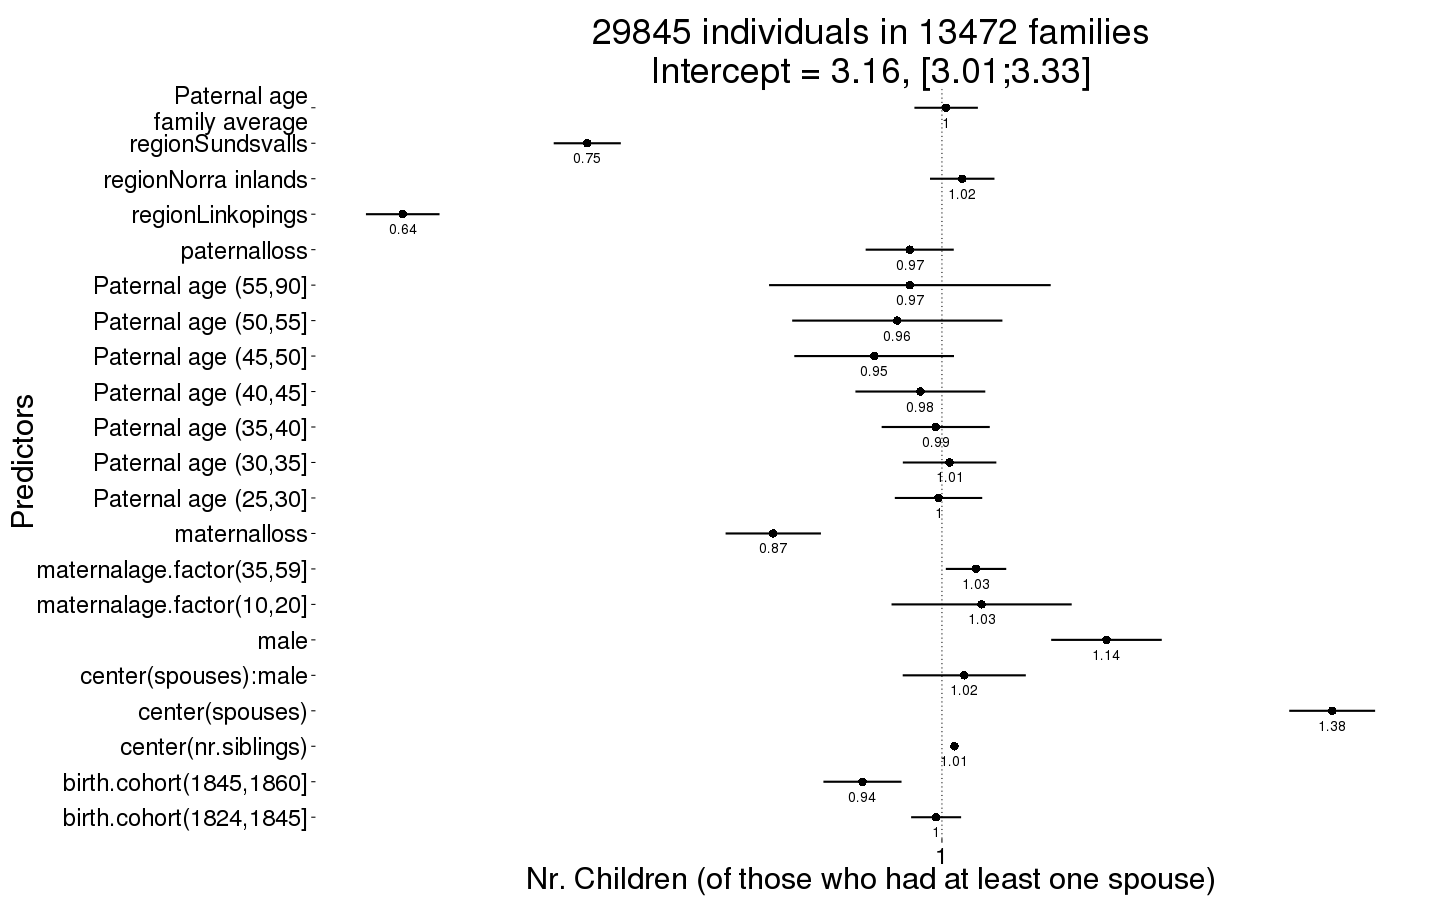 29845 individuals in 13472 families
Intercept = 3.16, [3.01;3.33]
Predictors
Paternal age
family average
1
regionSundsvalls
0.75
regionNorra inlands
1.02
regionLinkopings
0.64
paternalloss
0.97
Paternal age (55,90]
0.97
Paternal age (50,55]
0.96
Paternal age (45,50]
0.95
Paternal age (40,45]
0.98
Paternal age (35,40]
0.99
Paternal age (30,35]
1.01
Paternal age (25,30]
1
maternalloss
0.87
maternalage.factor(35,59]
1.03
maternalage.factor(10,20]
1.03
male
1.14
center(spouses):male
1.02
center(spouses)
1.38
center(nr.siblings)
1.01
birth.cohort(1845,1860]
0.94
birth.cohort(1824,1845]
1
1
Nr. Children (of those who had at least one spouse)